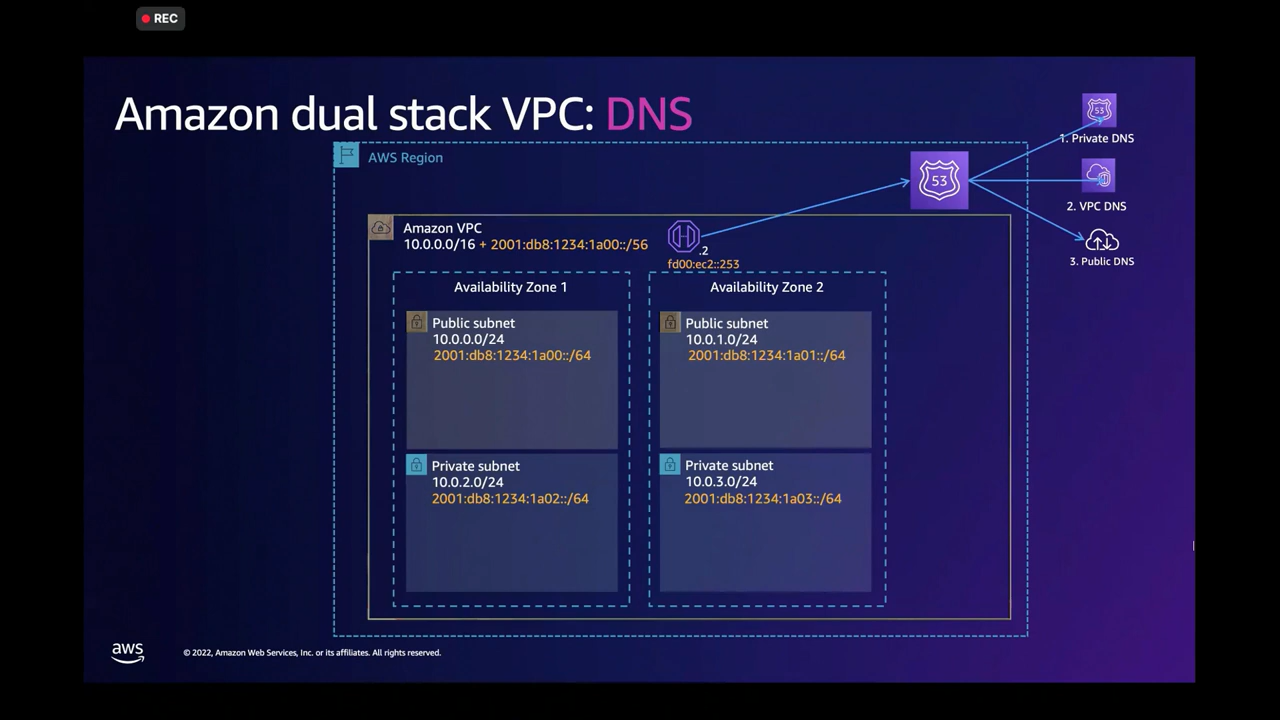 REC
Amazon dual stack VPC: DNS
AWS Region
53
53
1. Private DNS
2. VPC DNS
3. Public DNS
Amazon VPC
10.0.0.0/16 + 2001:db8:1234:1a00::/56
.2
fd00:ec2::253
Availability Zone 1
Public subnet
10.0.0.0/24
2001:db8:1234:1a00::/64
Private subnet
10.0.2.0/24
2001:db8:1234:1a02::/64
Availability Zone 2
Public subnet
10.0.1.0/24
2001:db8:1234:1a01::/64
Private subnet
10.0.3.0/24
2001:db8:1234:1a03::/64
aws
© 2022, Amazon Web Services, Inc. or its affiliates. All rights reserved.